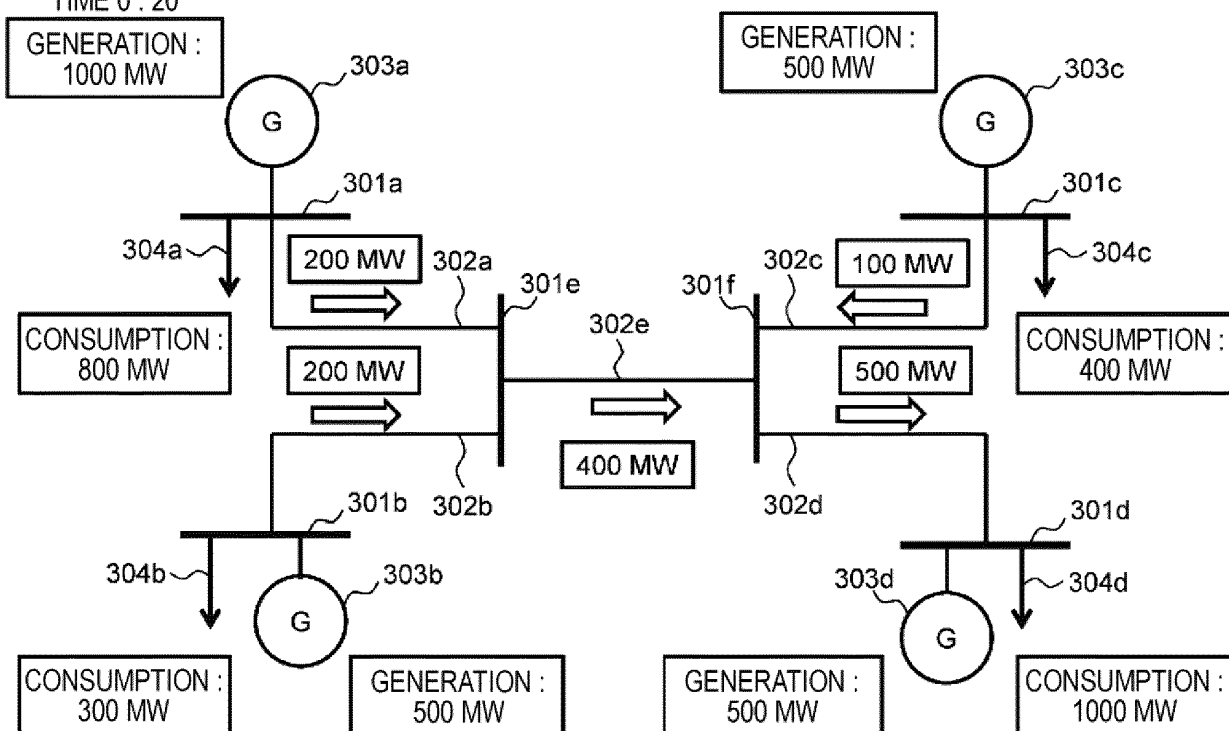 TIME 0 : 20
GENERATION :
1000 MW
303a
G
301a
304a
200 MW
302a
CONSUMPTION :
800 MW
200 MW
301e
302e
400 MW
302b
301b
304b
303b
G
CONSUMPTION :
300 MW
GENERATION :
500 MW
GENERATION :
500 MW
303c
G
301c
304c
302c
100 MW
301f
CONSUMPTION :
400 MW
500 MW
302d
301d
303d
304d
G
GENERATION :
500 MW
CONSUMPTION :
1000 MW